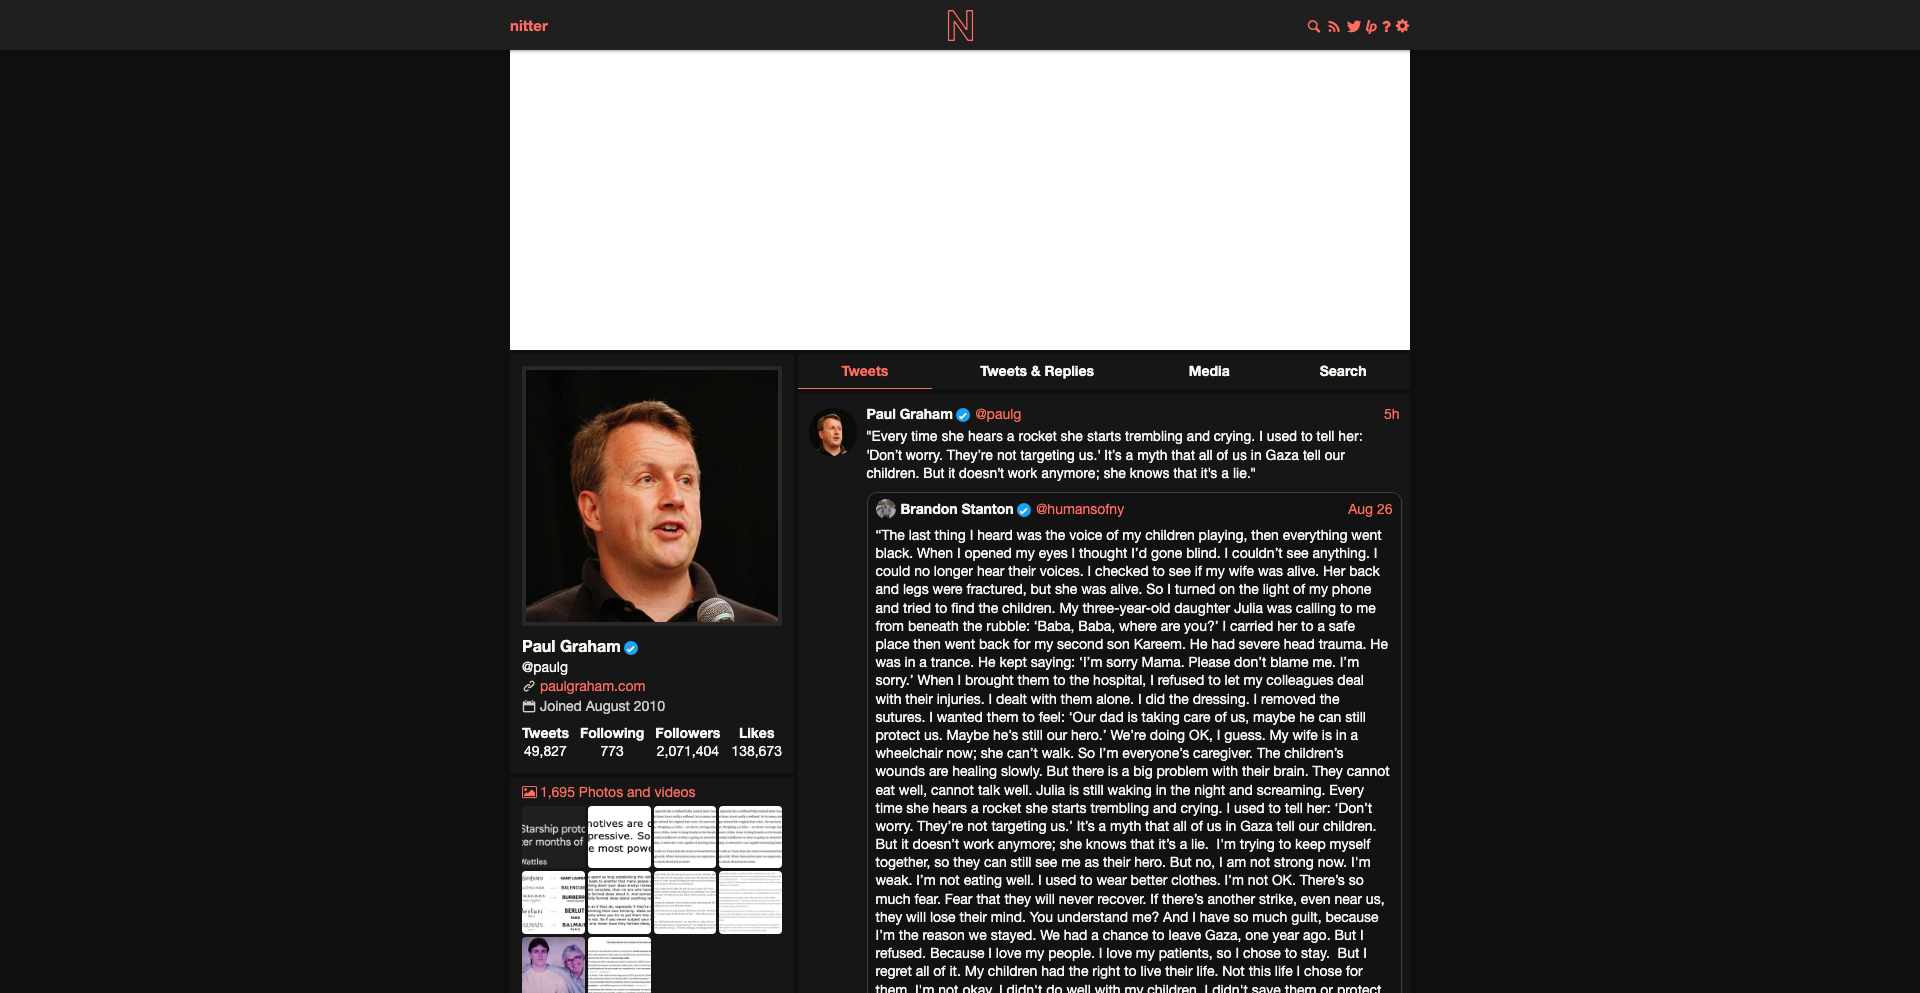 nitter
N
lp ?
Tweets Tweets & Replies Media Search
Paul Graham
@paulg
paulgraham.com
Joined August 2010
Tweets Following Followers Likes
49,827 773 2,071,404 138,673
1,695 Photos and videos
Starship proto
ter months of
Wattles
notives are c
pressive. So
e most powe
SAINT LAUREN
BALENCIAG
BURBERR
Berluti BERLUT
BALMAI
Paul Graham @paulg 5h
"Every time she hears a rocket she starts trembling and crying. I used to tell her:
'Don’t worry. They’re not targeting us.' It’s a myth that all of us in Gaza tell our
children. But it doesn't work anymore; she knows that it's a lie."
Brandon Stanton @humansofny Aug 26
“The last thing I heard was the voice of my children playing, then everything went
black. When I opened my eyes I thought I’d gone blind. I couldn’t see anything. I
could no longer hear their voices. I checked to see if my wife was alive. Her back
and legs were fractured, but she was alive. So I turned on the light of my phone
and tried to find the children. My three-year-old daughter Julia was calling to me
from beneath the rubble: ‘Baba, Baba, where are you?’ I carried her to a safe
place then went back for my second son Kareem. He had severe head trauma. He
was in a trance. He kept saying: ‘I’m sorry Mama. Please don’t blame me. I’m
sorry.’ When I brought them to the hospital, I refused to let my colleagues deal
with their injuries. I dealt with them alone. I did the dressing. I removed the
sutures. I wanted them to feel: ‘Our dad is taking care of us, maybe he can still
protect us. Maybe he’s still our hero.’ We’re doing OK, I guess. My wife is in a
wheelchair now; she can’t walk. So I’m everyone’s caregiver. The children’s
wounds are healing slowly. But there is a big problem with their brain. They cannot
eat well, cannot talk well. Julia is still waking in the night and screaming. Every
time she hears a rocket she starts trembling and crying. I used to tell her: ‘Don’t
worry. They’re not targeting us.’ It’s a myth that all of us in Gaza tell our children.
But it doesn’t work anymore; she knows that it’s a lie.  I'm trying to keep myself
together, so they can still see me as their hero. But no, I am not strong now. I'm
weak. I’m not eating well. I used to wear better clothes. I’m not OK. There’s so
much fear. Fear that they will never recover. If there’s another strike, even near us,
they will lose their mind. You understand me? And I have so much guilt, because
I’m the reason we stayed. We had a chance to leave Gaza, one year ago. But I
refused. Because I love my people. I love my patients, so I chose to stay.  But I
regret all of it. My children had the right to live their life. Not this life I chose for
them. I'm not okay. I didn't do well with my children. I didn't save them or protect